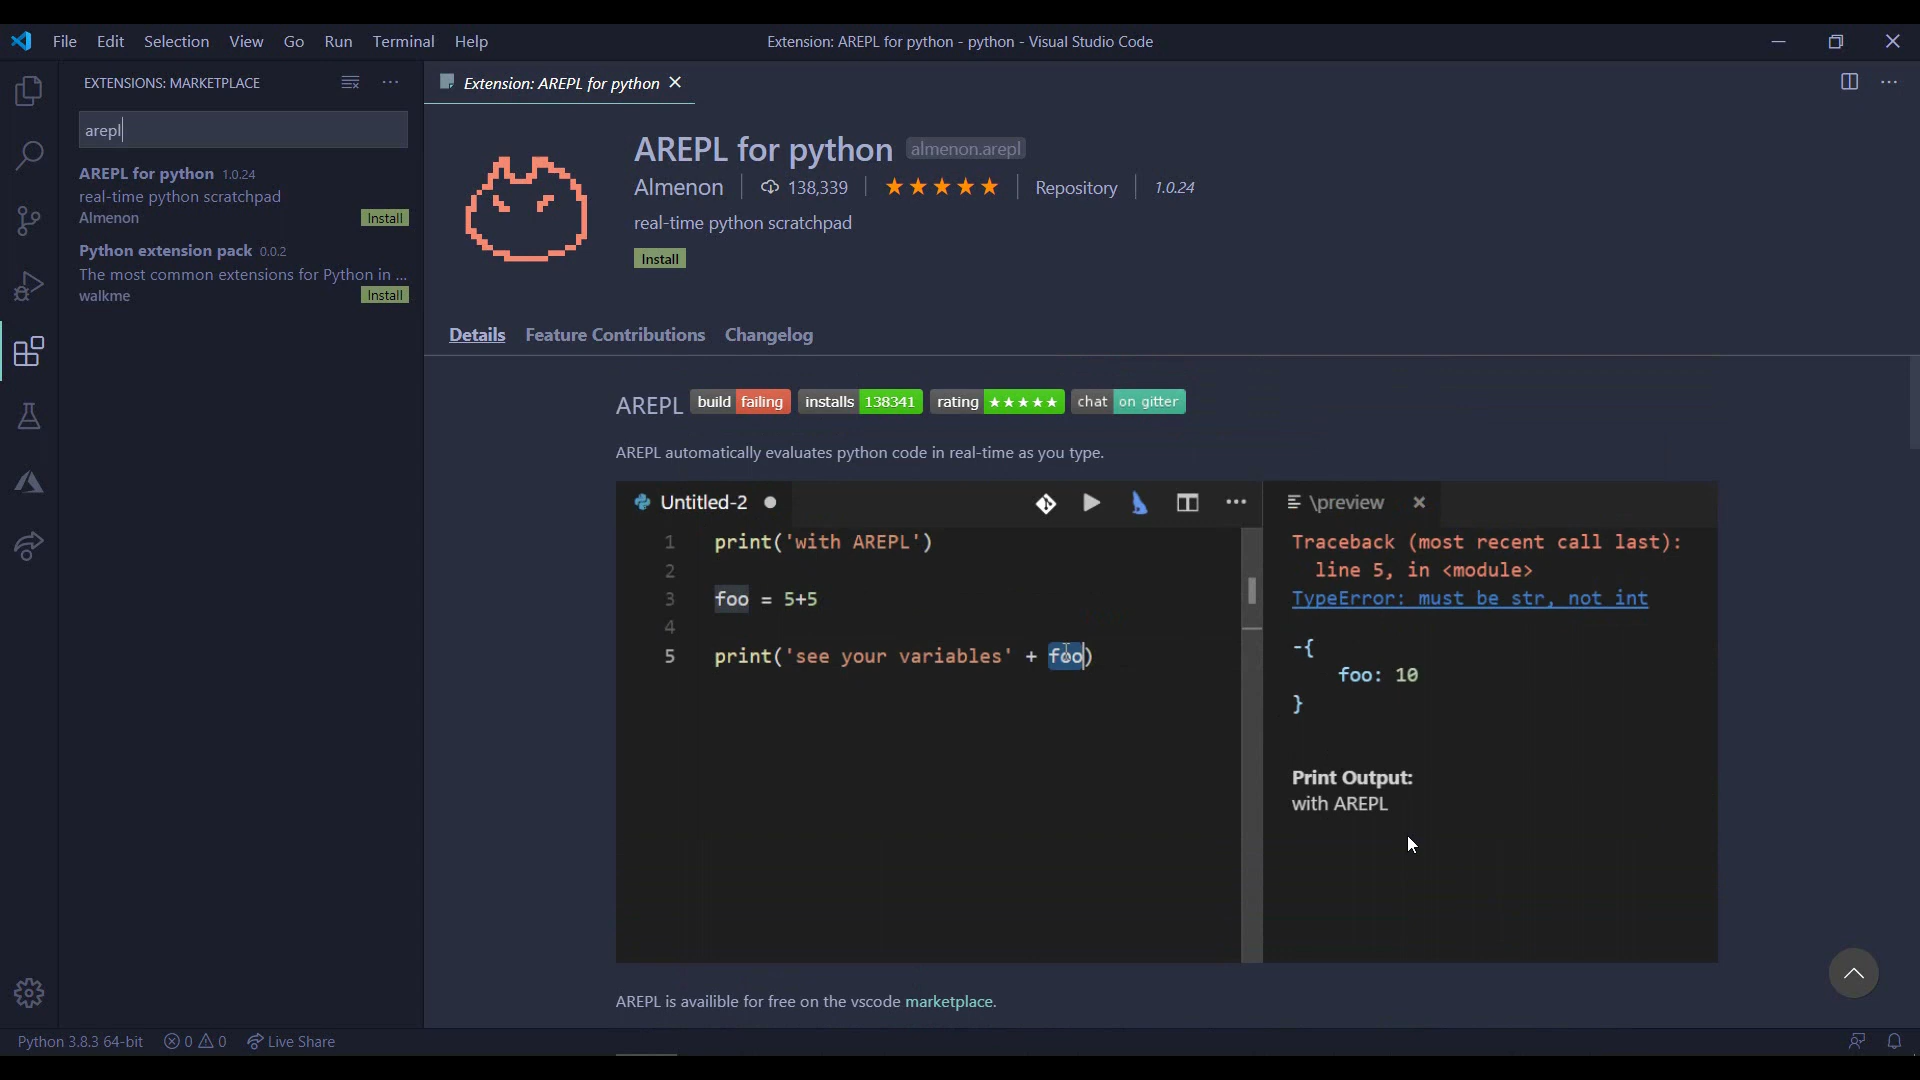 File Edit Selection View Go Run Terminal Help
Extension: AREPL for python - python - Visual Studio Code
EXTENSIONS: MARKETPLACE
arepl
AREPL for python 1.0.24
real-time python scratchpad
Almenon
Install
Python extension pack 0.0.2
The most common extensions for Python in ...
walkme
Install
Extension: AREPL for python
AREPL for python almenon.arepl
Almenon 138,339 ★★★★★ Repository 1.0.24
real-time python scratchpad
Install
Details Feature Contributions Changelog
AREPL build failing installs 138341 rating ★★★★★ chat on gitter
AREPL automatically evaluates python code in real-time as you type.
Untitled-2
1 print('with AREPL')
2
3 foo = 5+5
4
5 print('see your variables' + foo)
\preview
Traceback (most recent call last):
line 5, in <module>
TypeError: must be str, not int
-{
foo: 10
}
Print Output:
with AREPL
AREPL is availible for free on the vscode marketplace.
Python 3.8.3 64-bit 0 0 Live Share